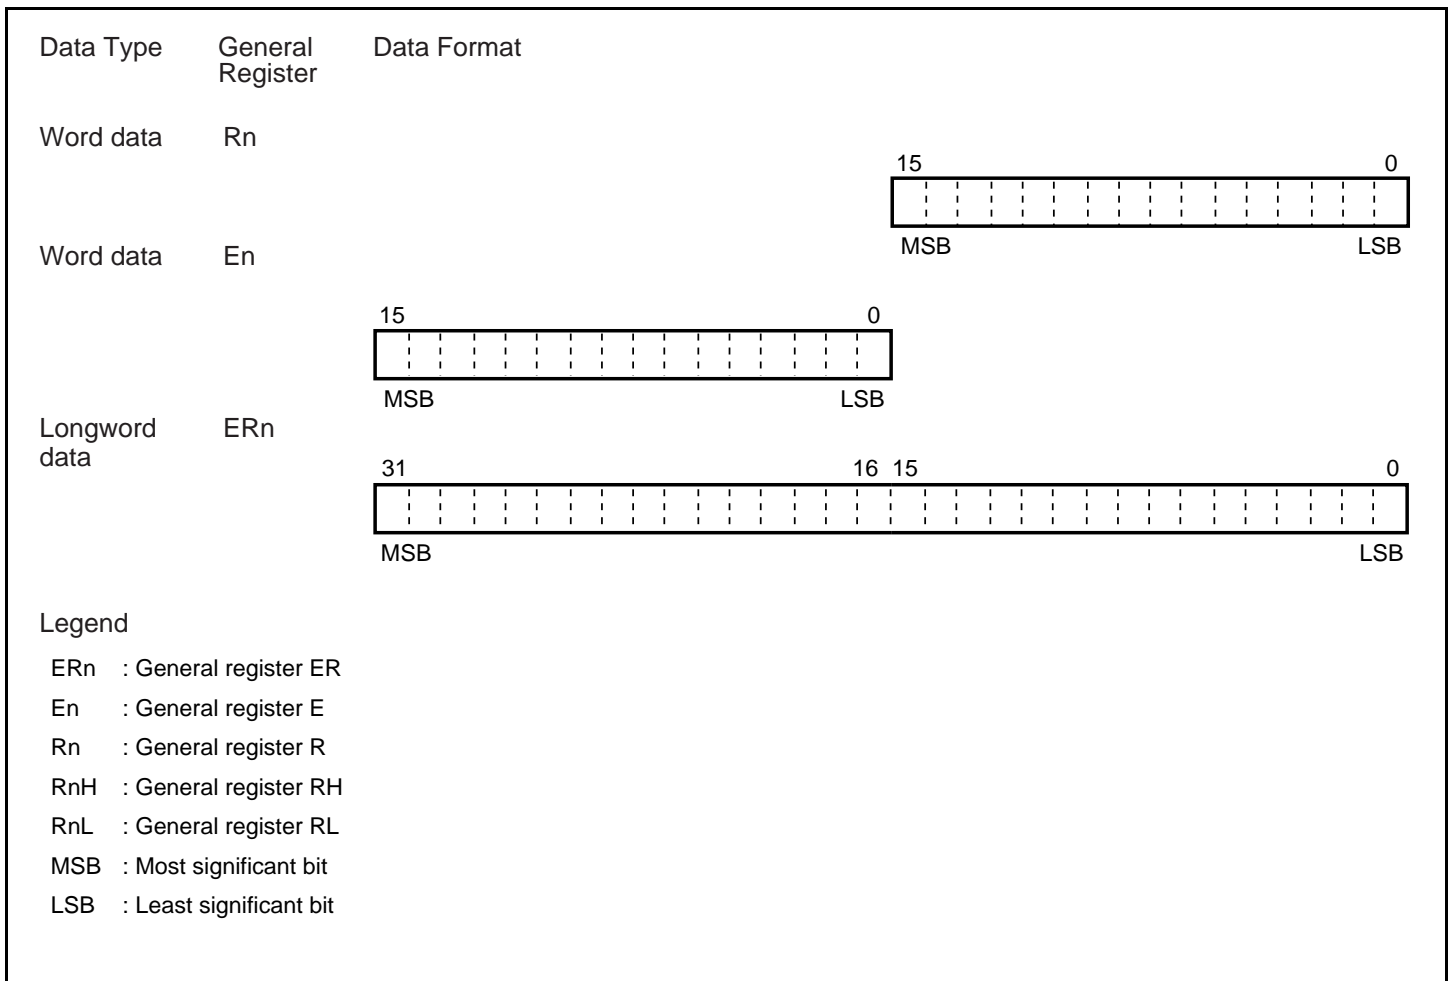 Data Type General Register Data Format
Word data Rn
15 0
MSB LSB
Word data En
15 0
MSB LSB
Longword data ERn
31 16 15 0
MSB LSB
Legend
ERn : General register ER
En : General register E
Rn : General register R
RnH : General register RH
RnL : General register RL
MSB : Most significant bit
LSB : Least significant bit